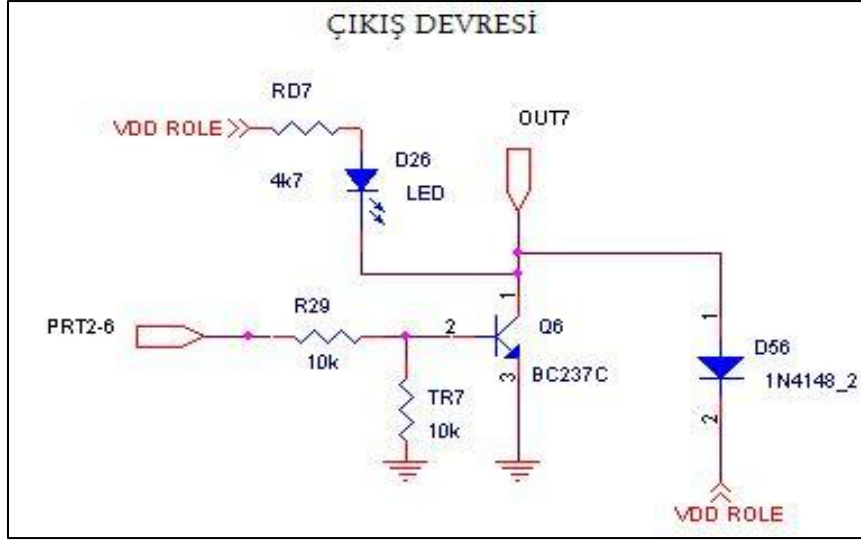 ÇIKIŞ DEVRESİ
RD7
VDD ROLE
4k7
D26
LED
OUT7
PRT2-6
R29
10k
TR7
10k
2
1
3
Q6
BC237C
1
2
D56
1N4148_2
VDD ROLE